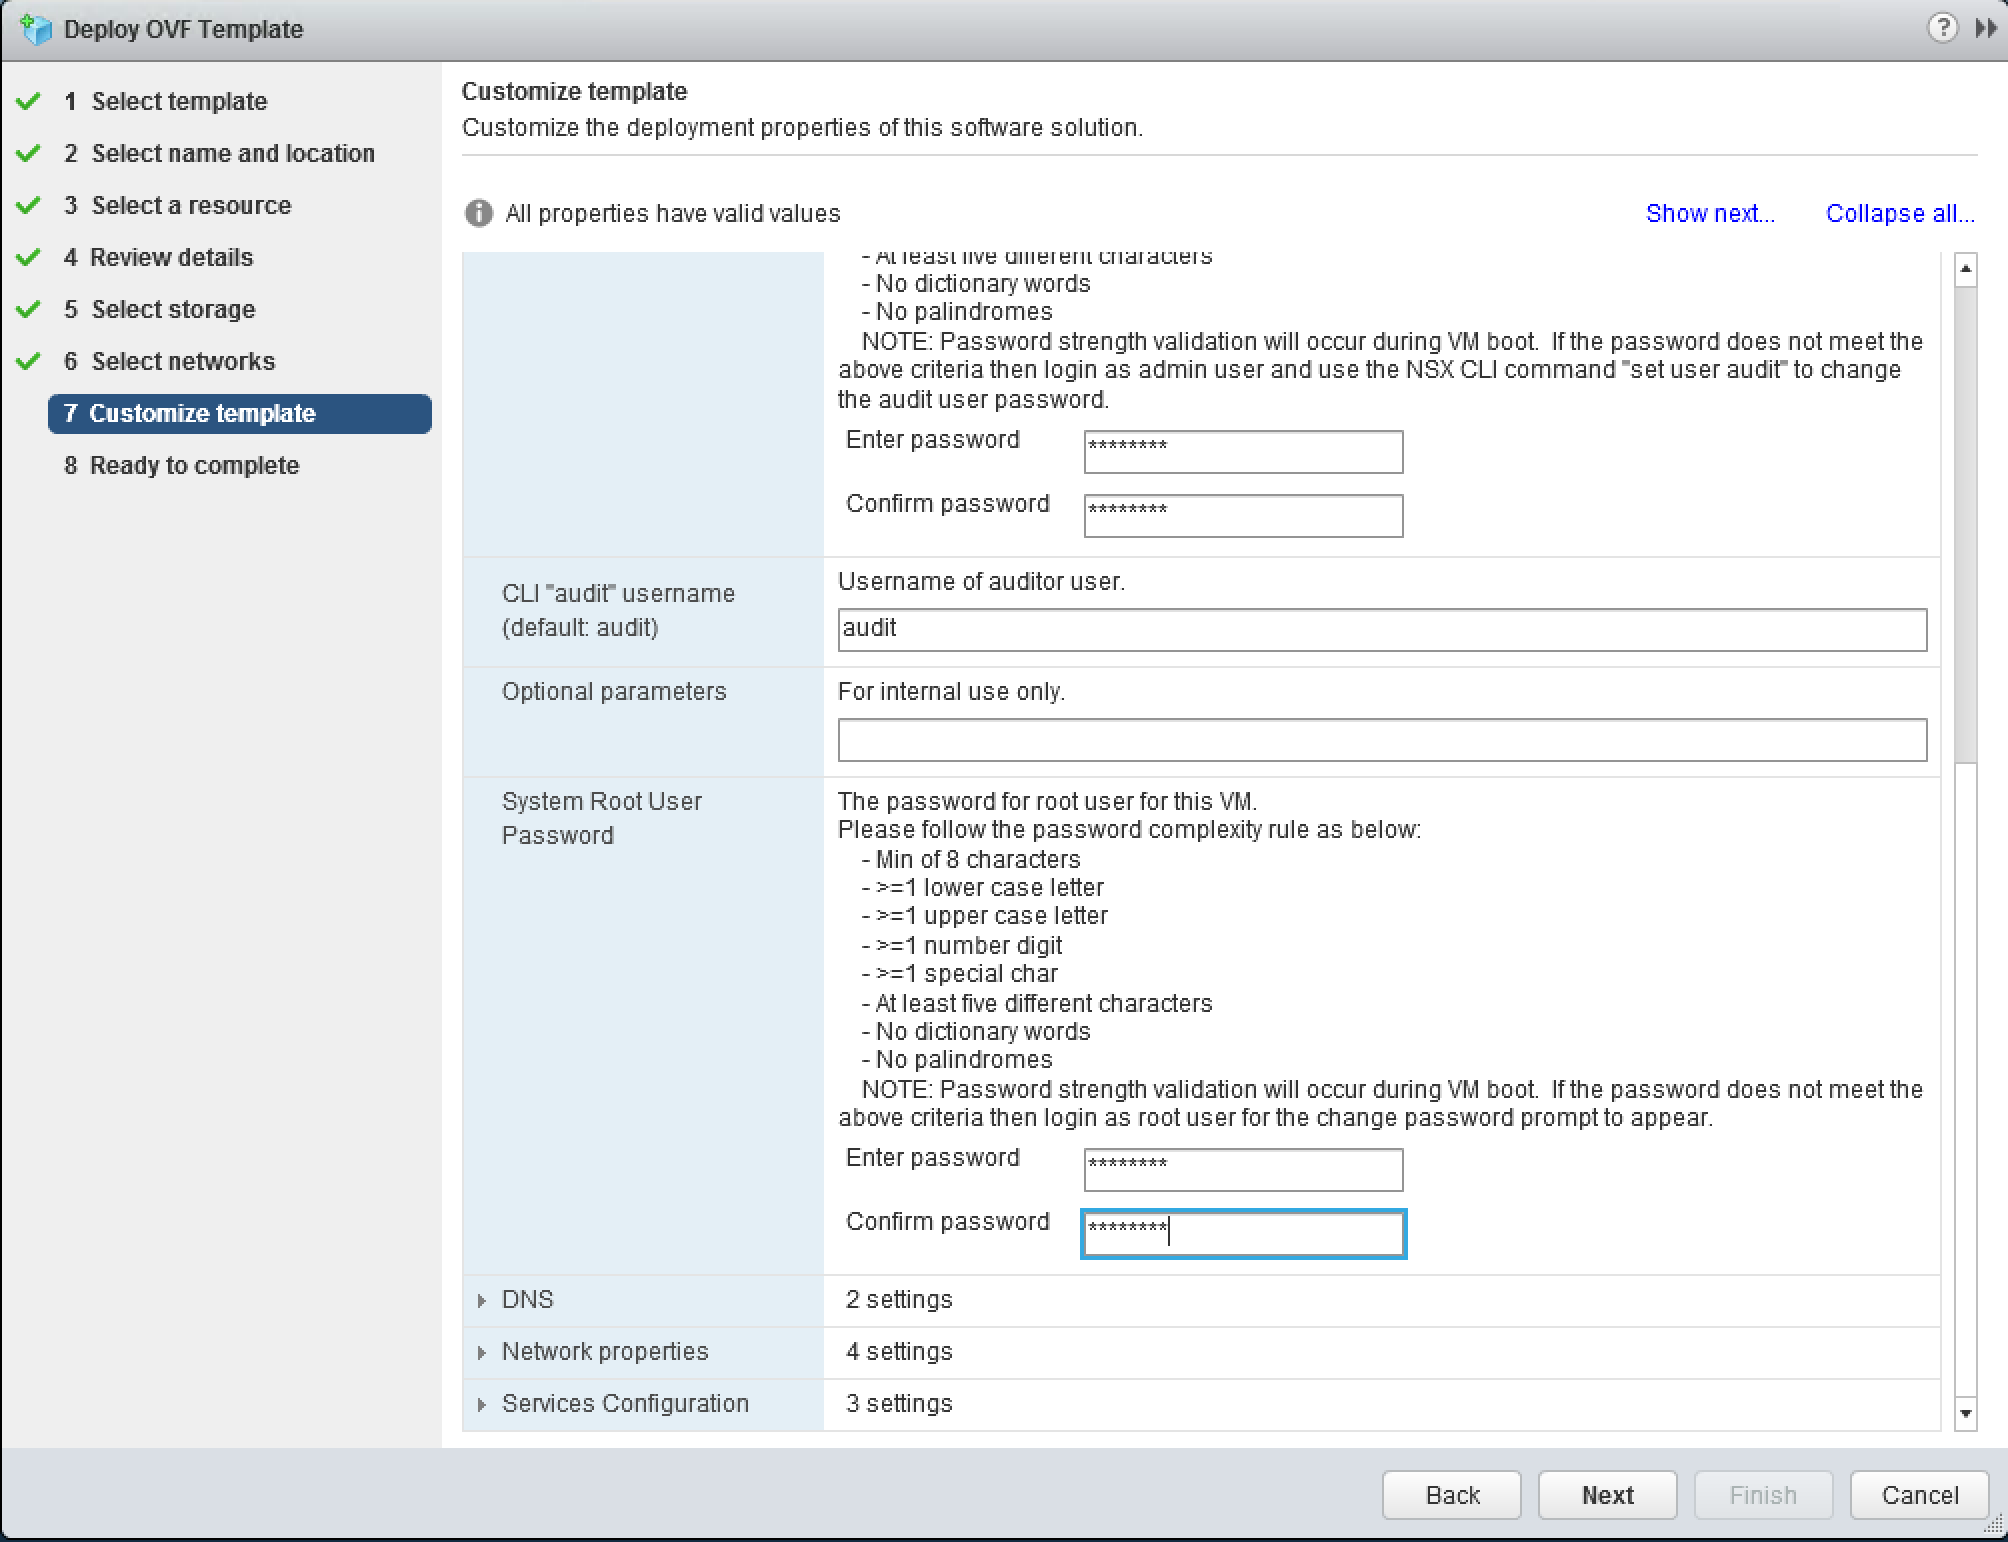 Deploy OVF Template
?
1 Select template
2 Select name and location
3 Select a resource
4 Review details
5 Select storage
6 Select networks
7 Customize template
8 Ready to complete
Customize template
Customize the deployment properties of this software solution.
All properties have valid values
Show next...
Collapse all...
- At least five different characters
- No dictionary words
- No palindromes
NOTE: Password strength validation will occur during VM boot. If the password does not meet the
above criteria then login as admin user and use the NSX CLI command "set user audit" to change
the audit user password.
Enter password
********
Confirm password
********
CLI "audit" username
(default: audit)
Username of auditor user.
audit
Optional parameters
For internal use only.
System Root User
Password
The password for root user for this VM.
Please follow the password complexity rule as below:
- Min of 8 characters
- >=1 lower case letter
- >=1 upper case letter
- >=1 number digit
- >=1 special char
- At least five different characters
- No dictionary words
- No palindromes
NOTE: Password strength validation will occur during VM boot. If the password does not meet the
above criteria then login as root user for the change password prompt to appear.
Enter password
********
Confirm password
********
DNS
2 settings
Network properties
4 settings
Services Configuration
3 settings
Back
Next
Finish
Cancel